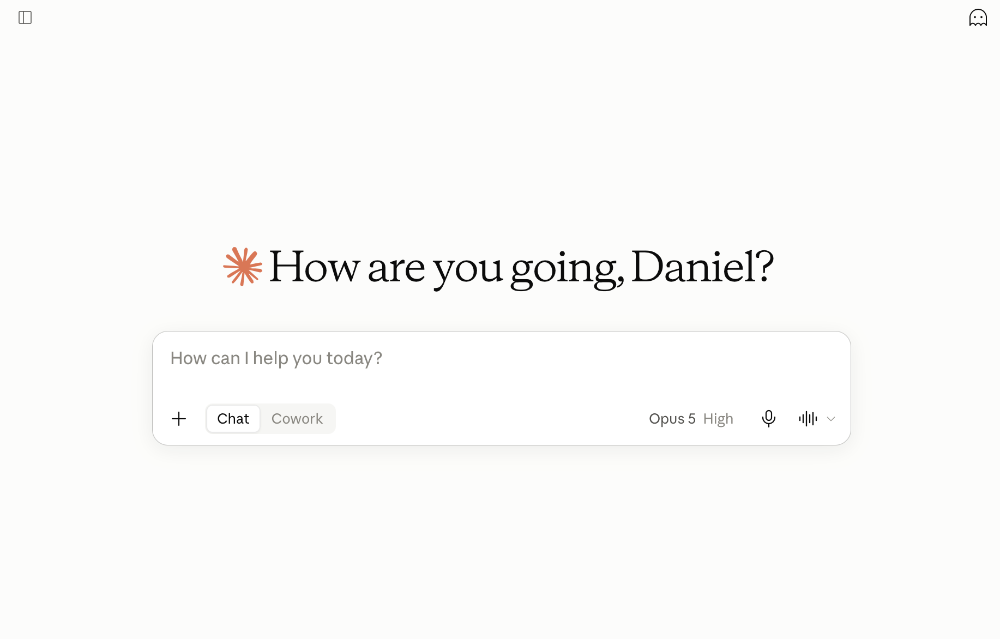 How are you going, Daniel?
How can I help you today?
Chat Cowork Opus 5 High